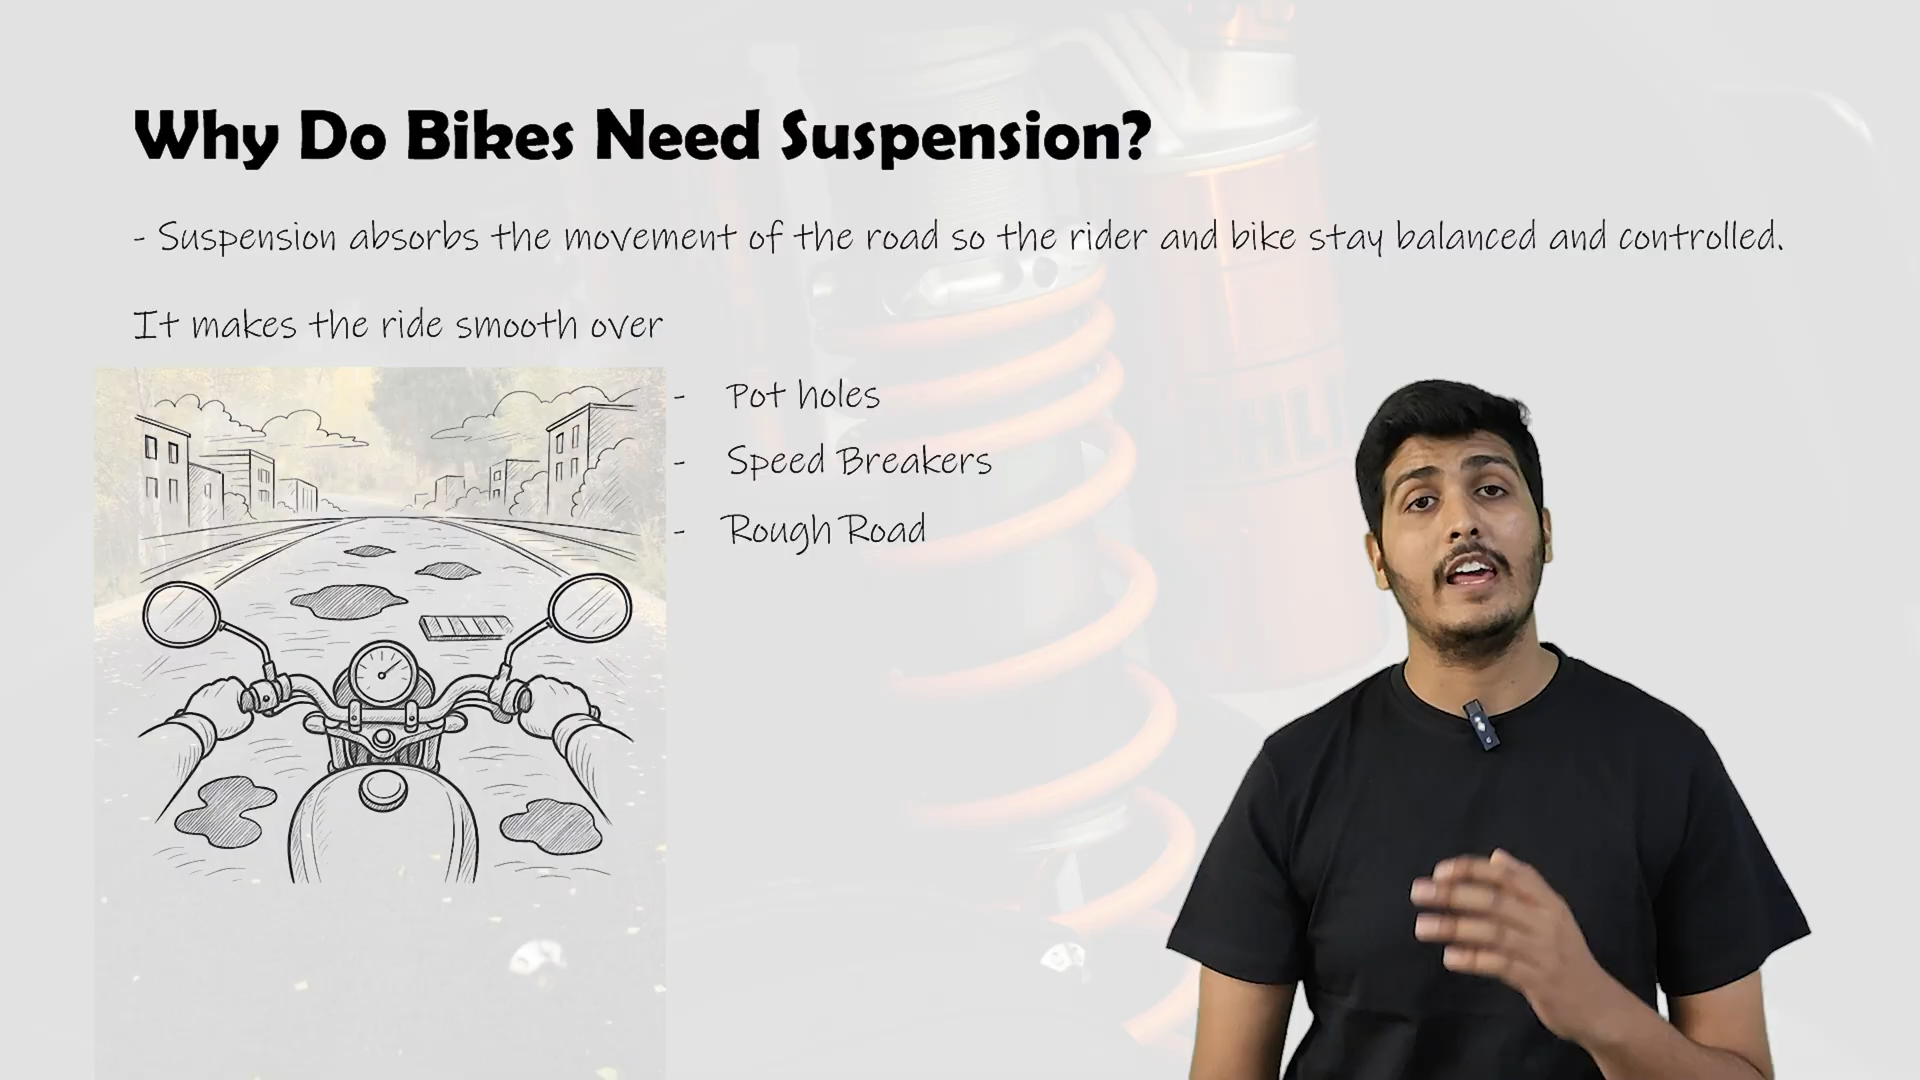 Why Do Bikes Need Suspension?
- Suspension absorbs the movement of the road so the rider and bike stay balanced and controlled.
It makes the ride smooth over
- Pot holes
- Speed Breakers
- Rough Road